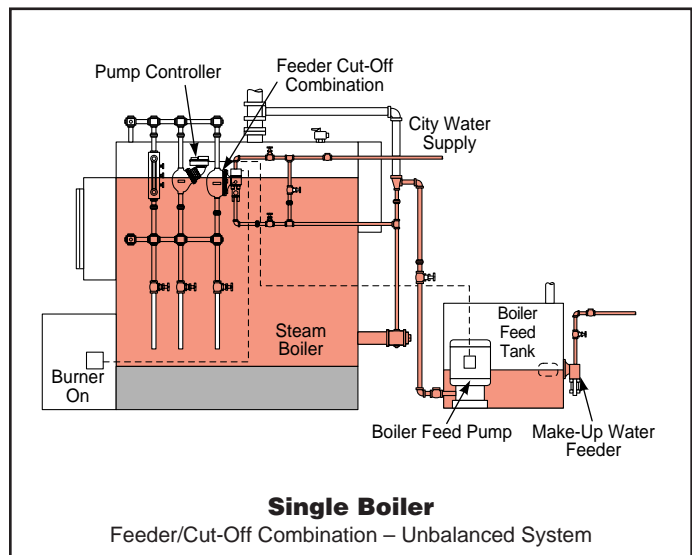 Pump Controller
Feeder Cut-Off
Combination
City Water
Supply
Steam
Boiler
Burner
On
Boiler
Feed
Tank
Boiler Feed Pump
Make-Up Water
Feeder
Single Boiler
Feeder/Cut-Off Combination – Unbalanced System